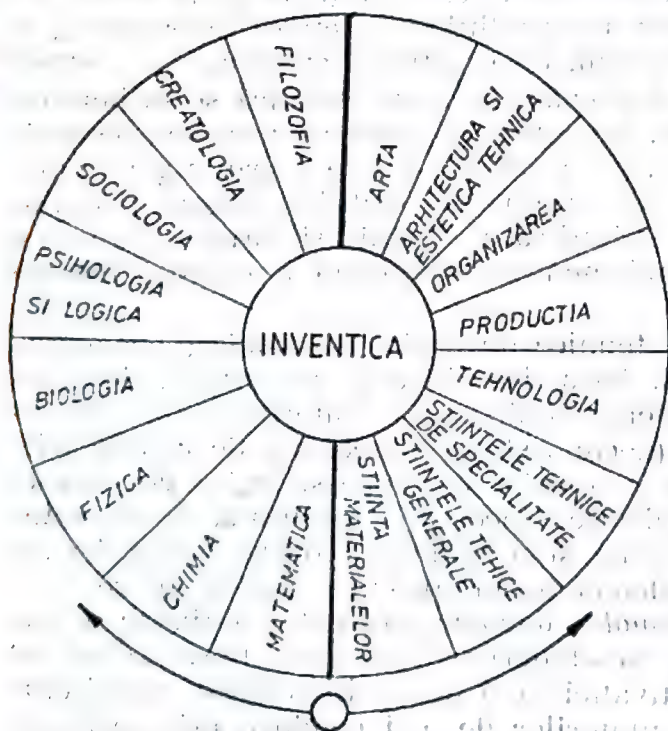 FILOZOFIA
ARTA
ARHITECTURA SI
ESTETICA TEHNICA
ORGANIZAREA
PRODUCTIA
TEHNOLOGIA
STIINTELE TEHNICE
DE SPECIALITATE
STIINTELE TEHICE
GENERALE
STIINTA
MATERIALELOR
MATEMATICA
CHIMIA
FIZICA
BIOLOGIA
PSIHOLOGIA
SI LOGICA
SOCIOLOGIA
CREATOLOGIA
INVENTICA